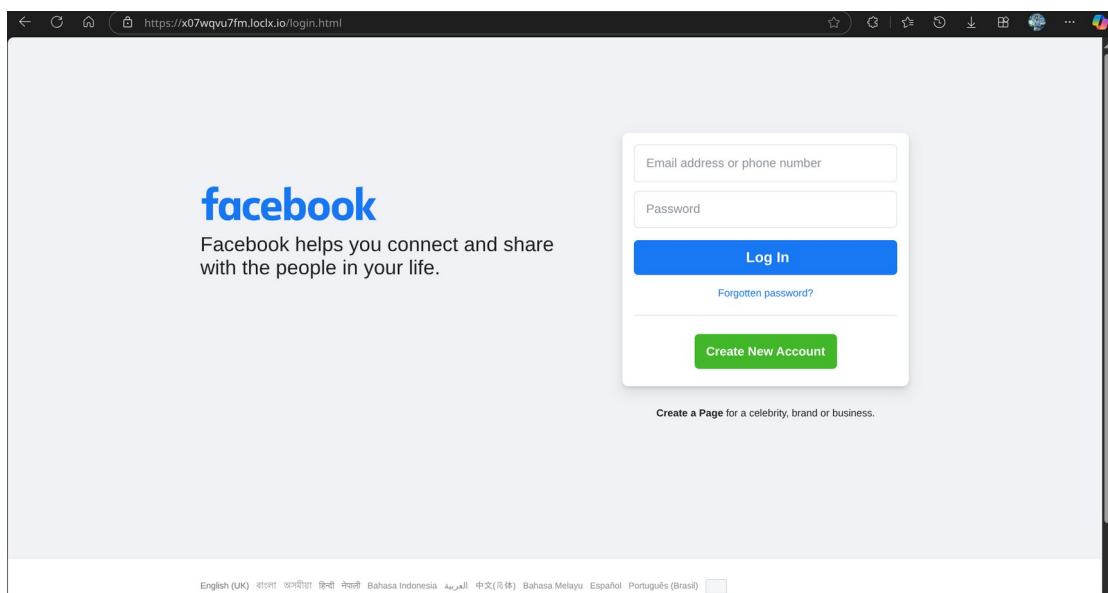 https://x07wqvu7fm.loclx.io/login.html
facebook
Facebook helps you connect and share
with the people in your life.
Email address or phone number
Password
Log In
Forgotten password?
Create New Account
Create a Page for a celebrity, brand or business.
English (UK) বাংলা অসমীয়া हिन्दी नेपाली Bahasa Indonesia العربية 中文(简体) Bahasa Melayu Español Português (Brasil)